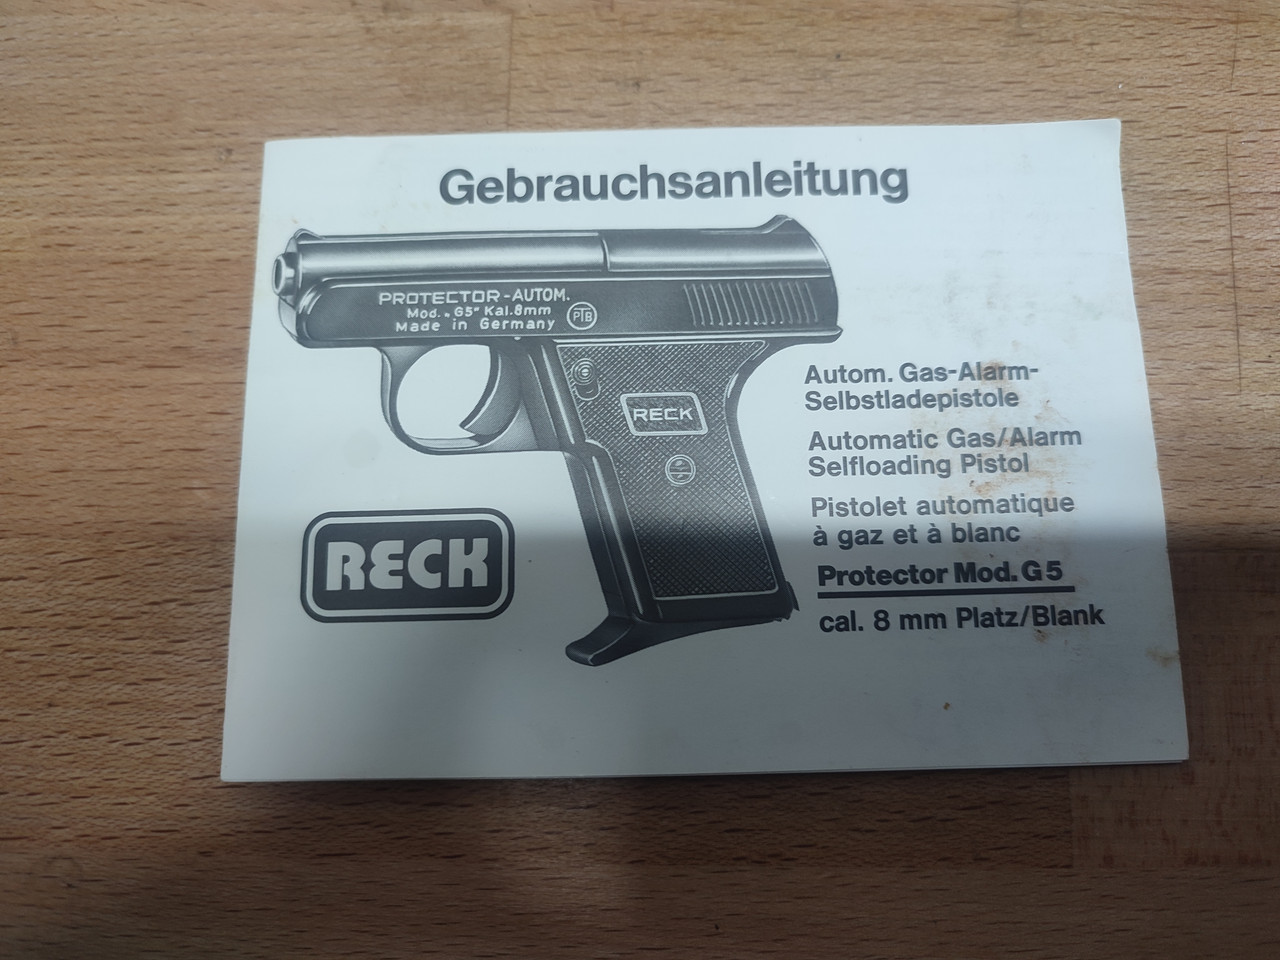 Gebrauchsanleitung
PROTECTOR-AUTOM.
Mod. „G5" Kal.8mm
Made in Germany
PTB
RECK
Autom. Gas-Alarm-
Selbstladepistole
Automatic Gas/Alarm
Selfloading Pistol
Pistolet automatique
à gaz et à blanc
Protector Mod. G5
cal. 8 mm Platz/Blank
RECK